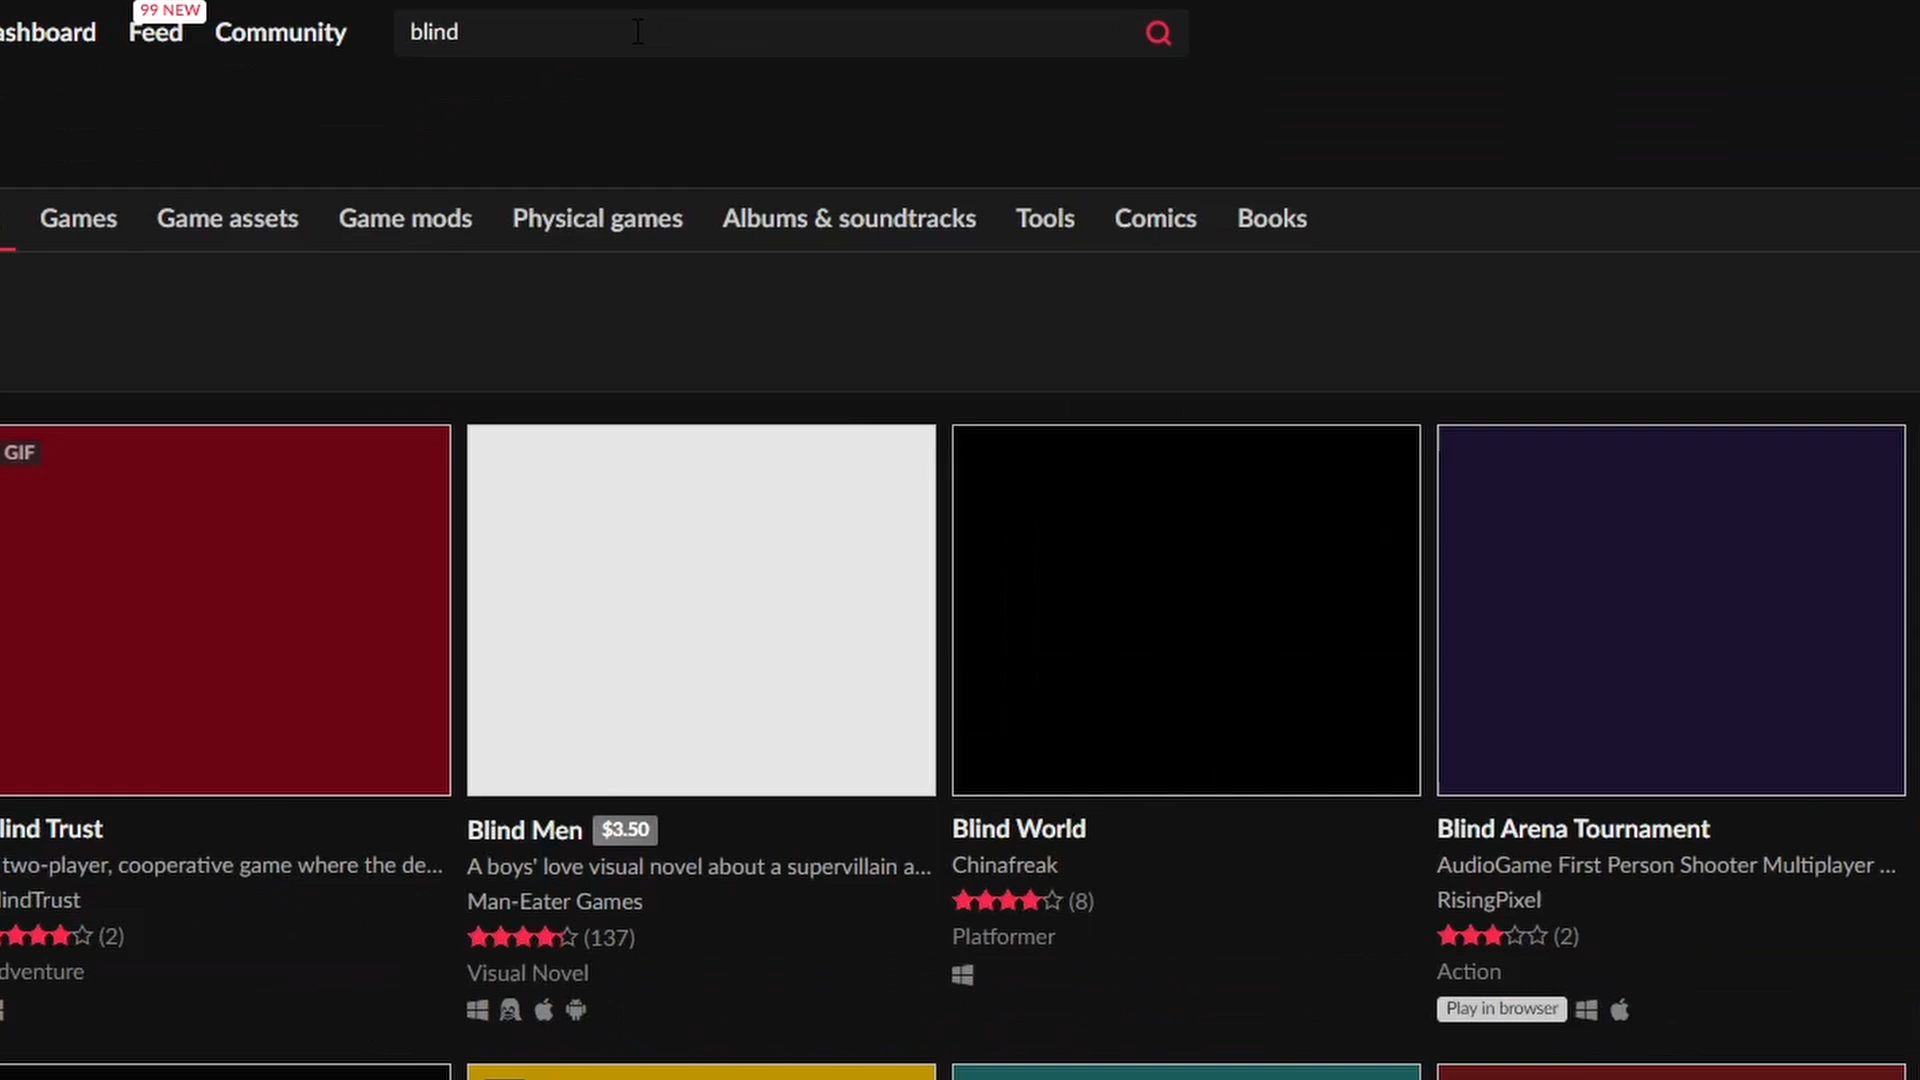 99 NEW
ashboard Feed Community blind
Games Game assets Game mods Physical games Albums & soundtracks Tools Comics Books
GIF
lind Trust
two-player, cooperative game where the de...
lindTrust
(2)
dventure
Blind Men $3.50
A boys' love visual novel about a supervillain a...
Man-Eater Games
(137)
Visual Novel
Blind World
Chinafreak
(8)
Platformer
Blind Arena Tournament
AudioGame First Person Shooter Multiplayer ...
RisingPixel
(2)
Action
Play in browser